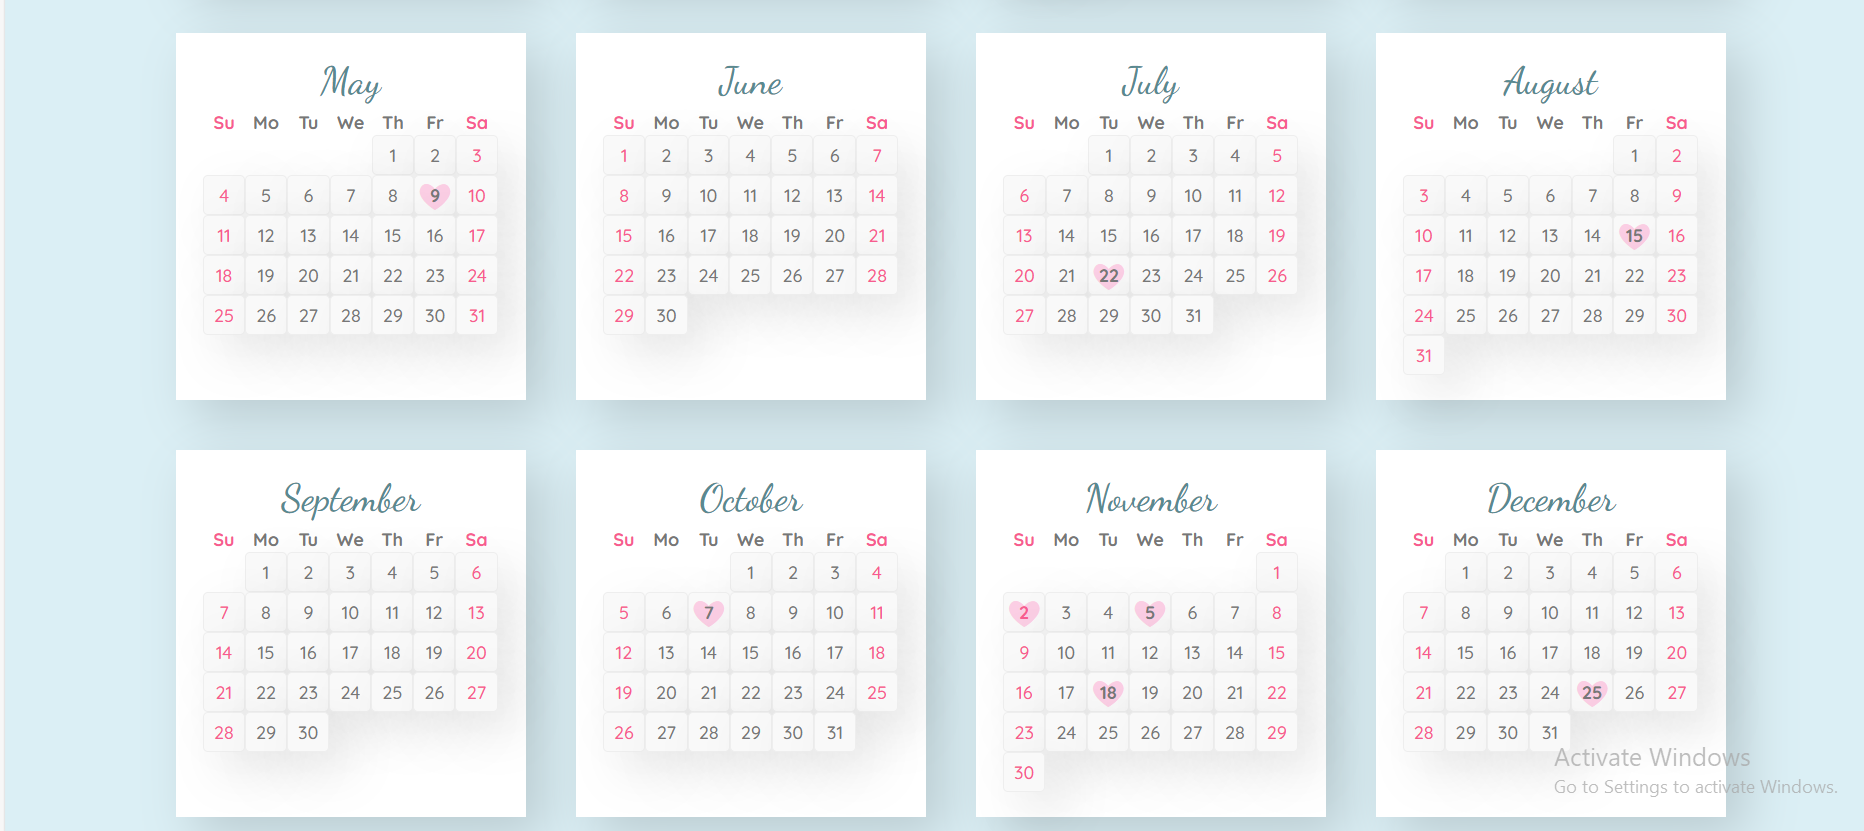 May
Su Mo Tu We Th Fr Sa
1 2 3
4 5 6 7 8 9 10
11 12 13 14 15 16 17
18 19 20 21 22 23 24
25 26 27 28 29 30 31
June
Su Mo Tu We Th Fr Sa
1 2 3 4 5 6 7
8 9 10 11 12 13 14
15 16 17 18 19 20 21
22 23 24 25 26 27 28
29 30
July
Su Mo Tu We Th Fr Sa
1 2 3 4 5
6 7 8 9 10 11 12
13 14 15 16 17 18 19
20 21 22 23 24 25 26
27 28 29 30 31
August
Su Mo Tu We Th Fr Sa
1 2
3 4 5 6 7 8 9
10 11 12 13 14 15 16
17 18 19 20 21 22 23
24 25 26 27 28 29 30
31
September
Su Mo Tu We Th Fr Sa
1 2 3 4 5 6
7 8 9 10 11 12 13
14 15 16 17 18 19 20
21 22 23 24 25 26 27
28 29 30
October
Su Mo Tu We Th Fr Sa
1 2 3 4
5 6 7 8 9 10 11
12 13 14 15 16 17 18
19 20 21 22 23 24 25
26 27 28 29 30 31
November
Su Mo Tu We Th Fr Sa
1
2 3 4 5 6 7 8
9 10 11 12 13 14 15
16 17 18 19 20 21 22
23 24 25 26 27 28 29
30
December
Su Mo Tu We Th Fr Sa
1 2 3 4 5 6
7 8 9 10 11 12 13
14 15 16 17 18 19 20
21 22 23 24 25 26 27
28 29 30 31
Activate Windows
Go to Settings to activate Windows.